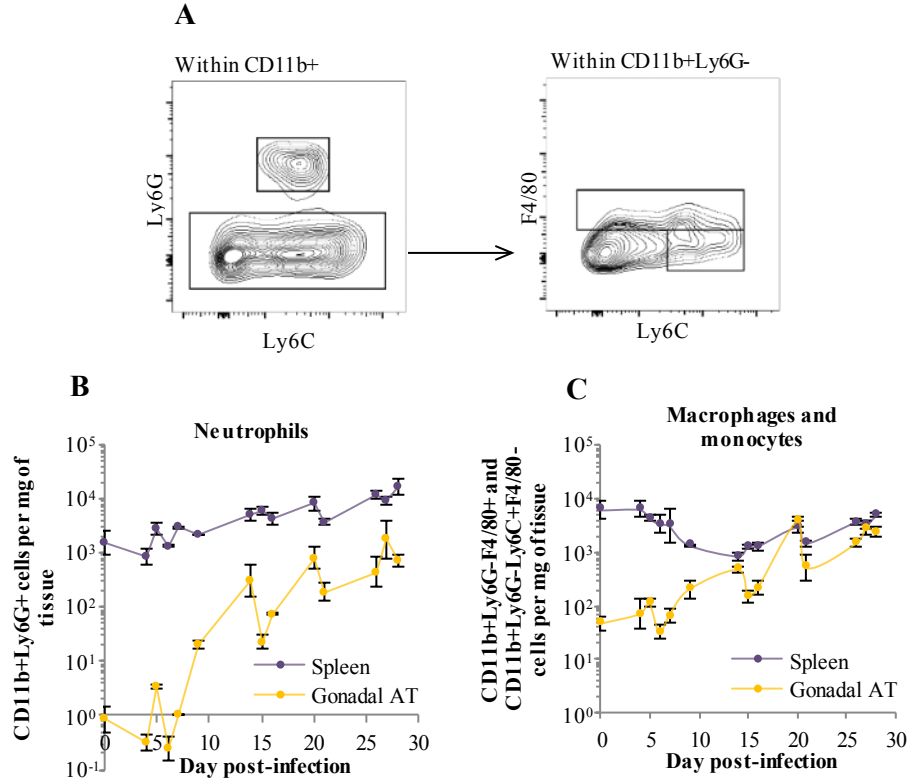 A
Within CD11b+
Within CD11b+Ly6G-
Ly6G
Ly6C
F4/80
Ly6C
B
Neutrophils
CD11b+Ly6G+ cells per mg of
tissue
10^5
10^4
10^3
10^2
10^1
10^0
10^-1
0 5 10 15 20 25 30
Day post-infection
Spleen
Gonadal AT
C
Macrophages and
monocytes
CD11b+Ly6G-F4/80+ and
CD11b+Ly6G-Ly6C+F4/80-
cells per mg of tissue
10^5
10^4
10^3
10^2
10^1
10^0
0 5 10 15 20 25 30
Day post-infection
Spleen
Gonadal AT